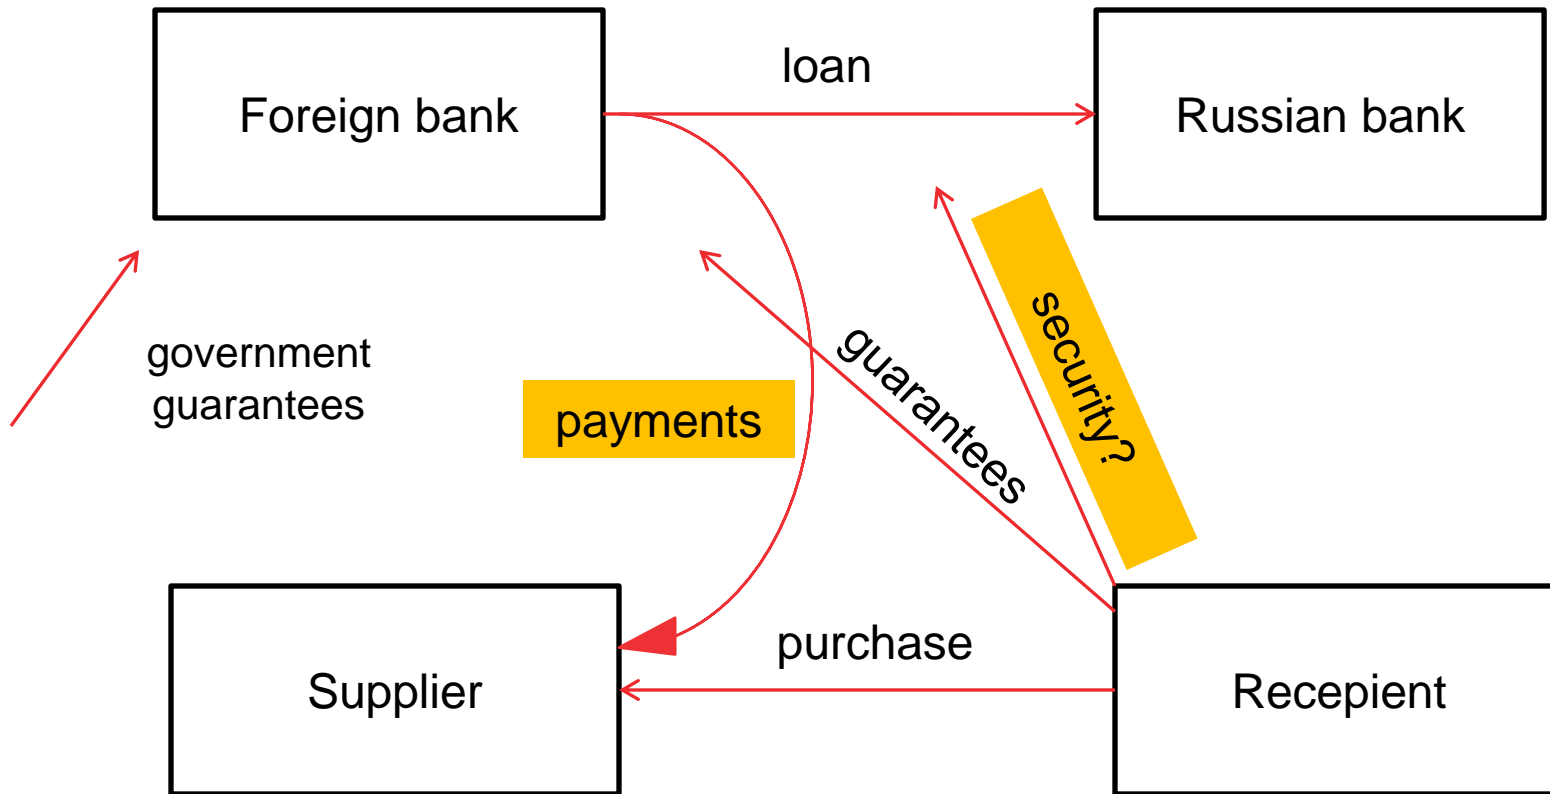 loan
Foreign bank
Russian bank
government
guarantees
payments
guarantees
security?
purchase
Supplier
Recepient